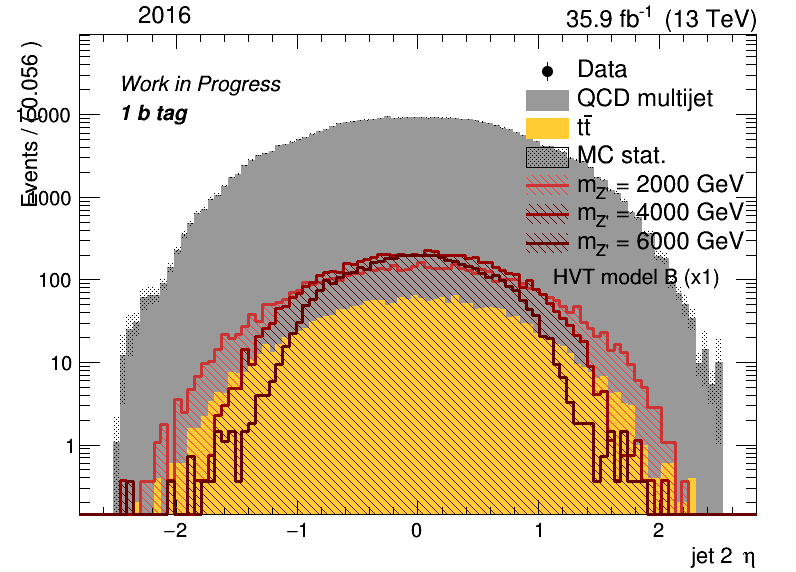 2016
35.9 fb⁻¹ (13 TeV)
Events / ( 0.056 )
Work in Progress
1 b tag
Data
QCD multijet
tt̄
MC stat.
m_Z' = 2000 GeV
m_Z' = 4000 GeV
m_Z' = 6000 GeV
HVT model B (x1)
10000
1000
100
10
1
−2 −1 0 1 2
jet 2 η